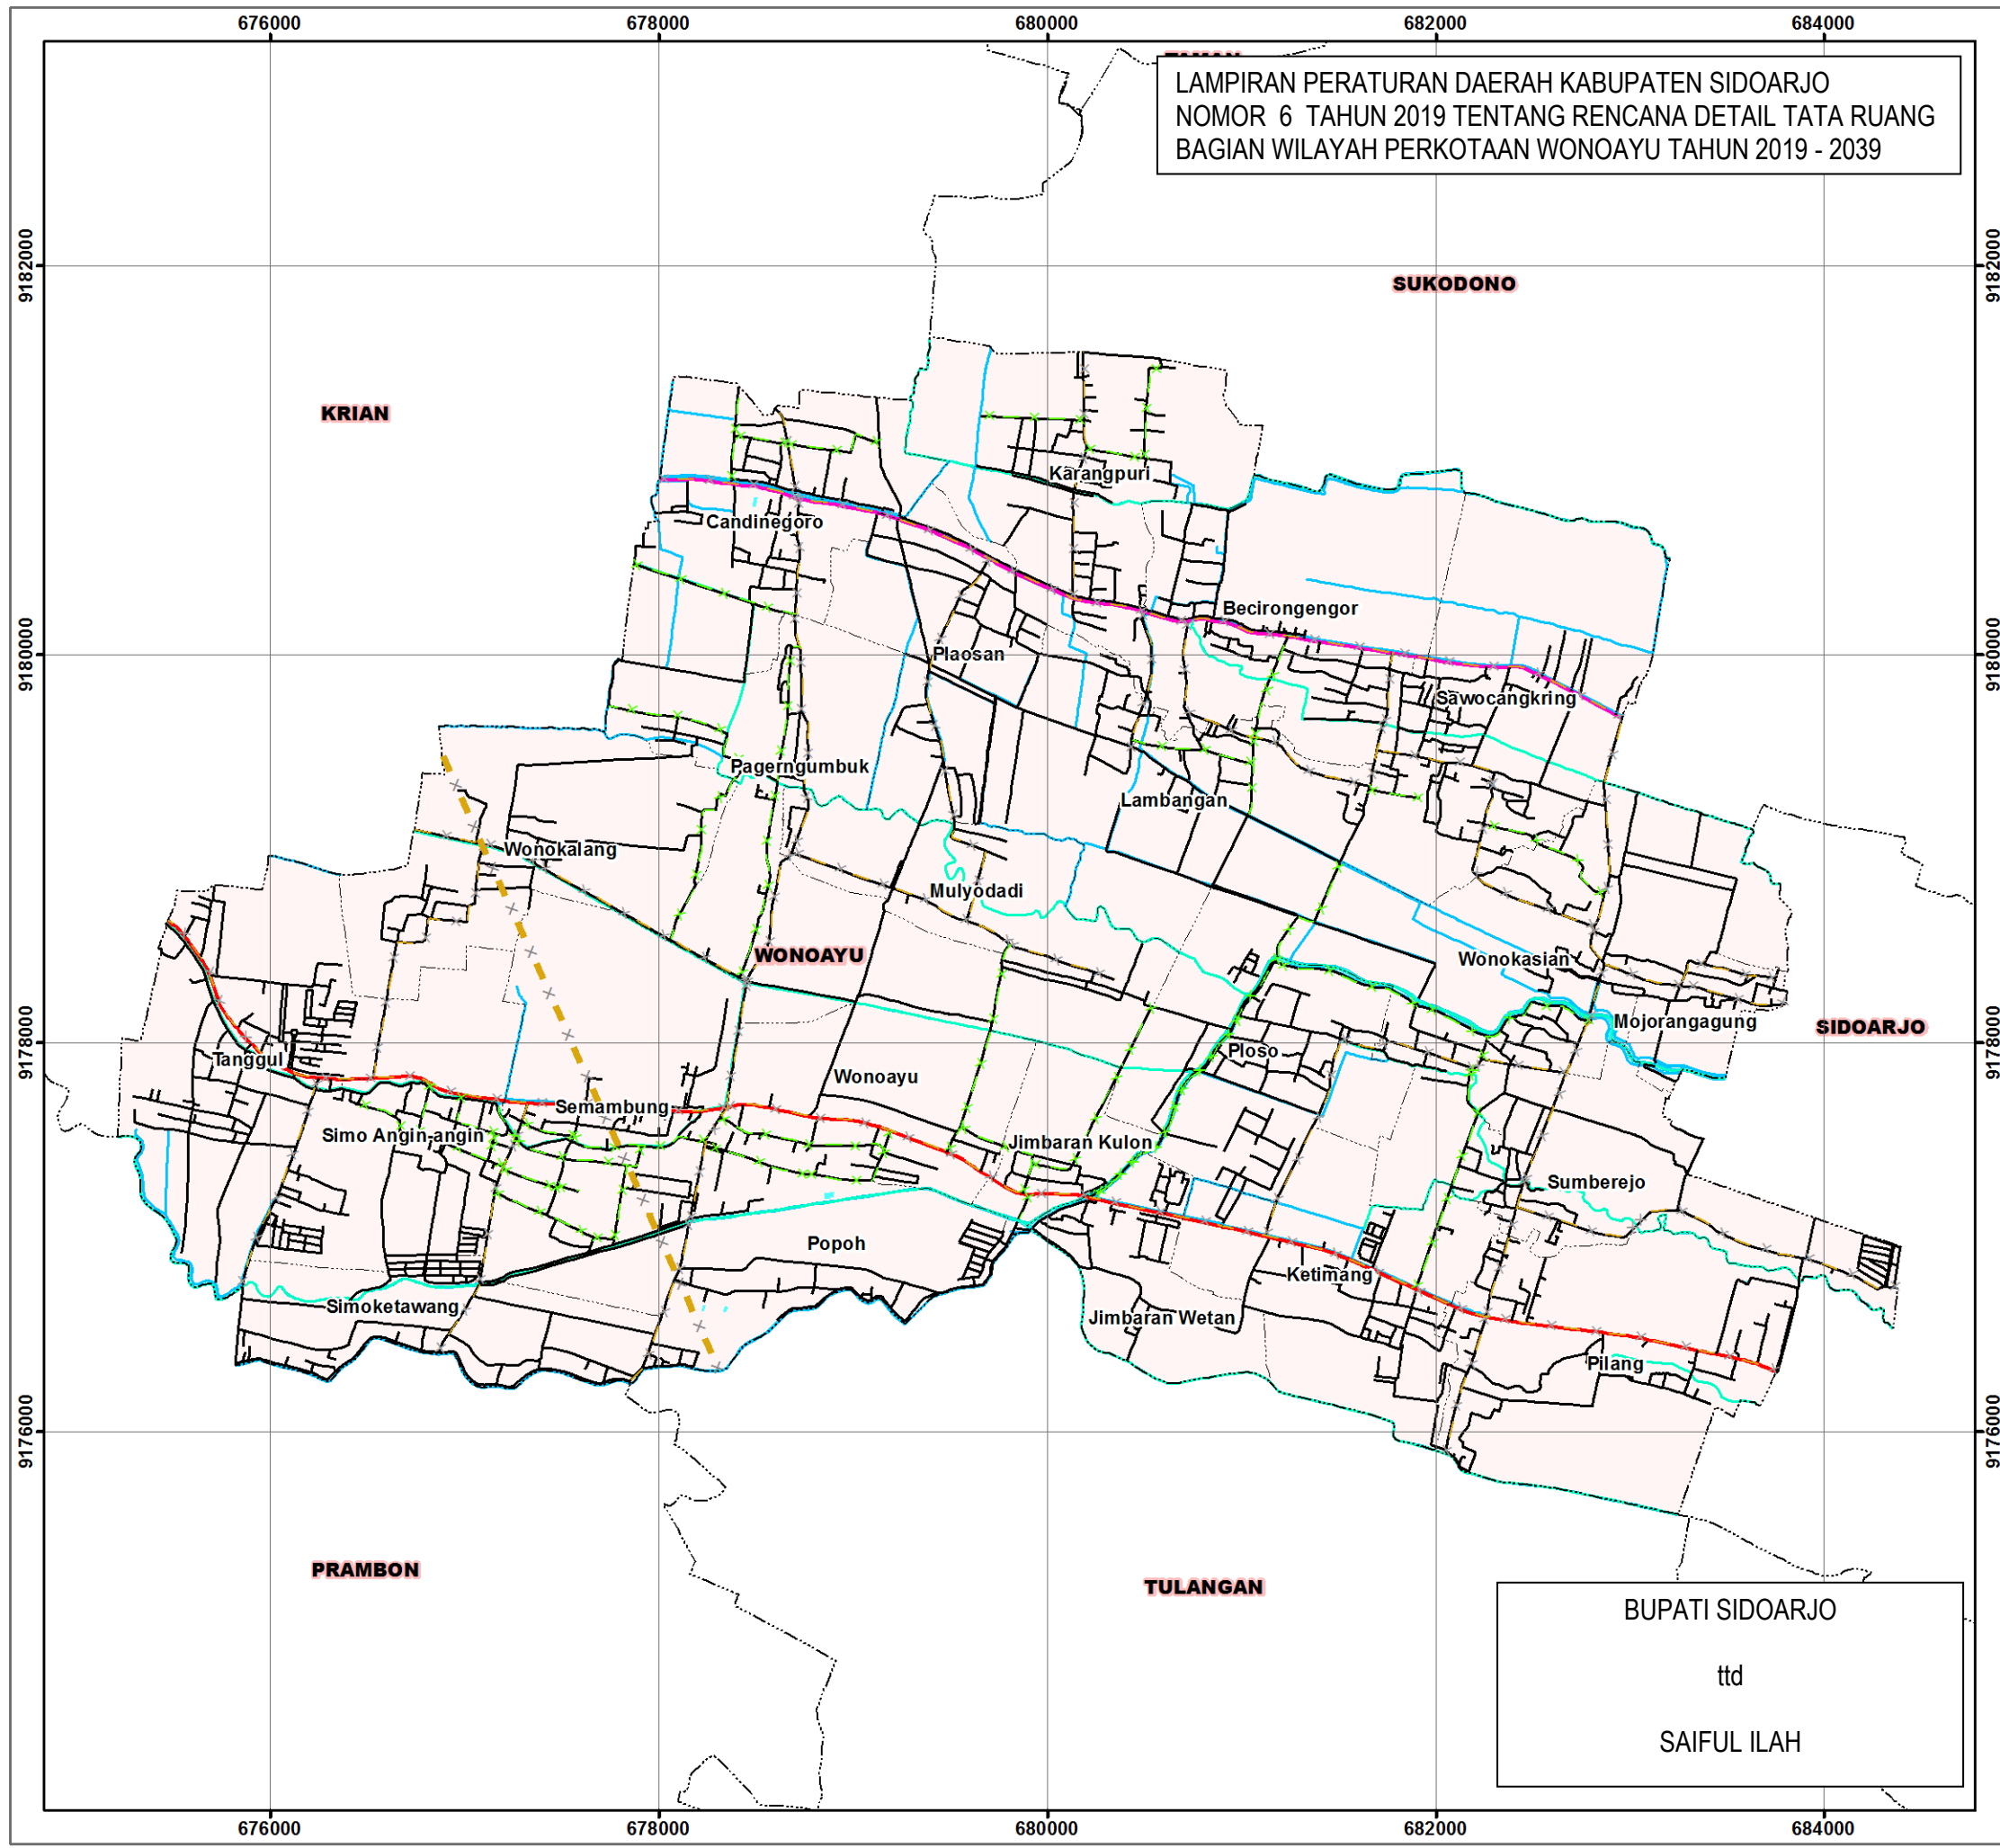 676000 678000 680000 682000 684000
TAMAN
LAMPIRAN PERATURAN DAERAH KABUPATEN SIDOARJO
NOMOR 6 TAHUN 2019 TENTANG RENCANA DETAIL TATA RUANG
BAGIAN WILAYAH PERKOTAAN WONOAYU TAHUN 2019 - 2039
9182000 9182000
SUKODONO
KRIAN
Karangpuri
Candinegoro
Becirongengor
Plaosan
9180000 9180000
Sawocangkring
Pagerngumbuk
Lambangan
Wonokalang
Mulyodadi
WONOAYU
Wonokasian
Mojorangagung
SIDOARJO
9178000 9178000
Tanggul
Ploso
Wonoayu
Semambung
Simo Angin-angin
Jimbaran Kulon
Sumberejo
Popoh
Ketimang
Simoketawang
Jimbaran Wetan
Pilang
9176000 9176000
PRAMBON
TULANGAN
BUPATI SIDOARJO
ttd
SAIFUL ILAH
676000 678000 680000 682000 684000